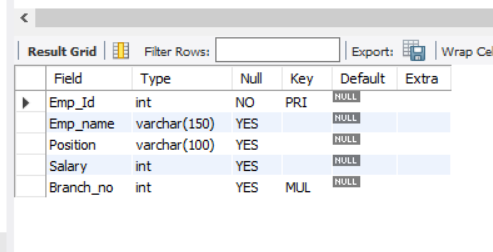 Result Grid Filter Rows: Export: Wrap Cel
Field Type Null Key Default Extra
Emp_Id int NO PRI NULL
Emp_name varchar(150) YES NULL
Position varchar(100) YES NULL
Salary int YES NULL
Branch_no int YES MUL NULL